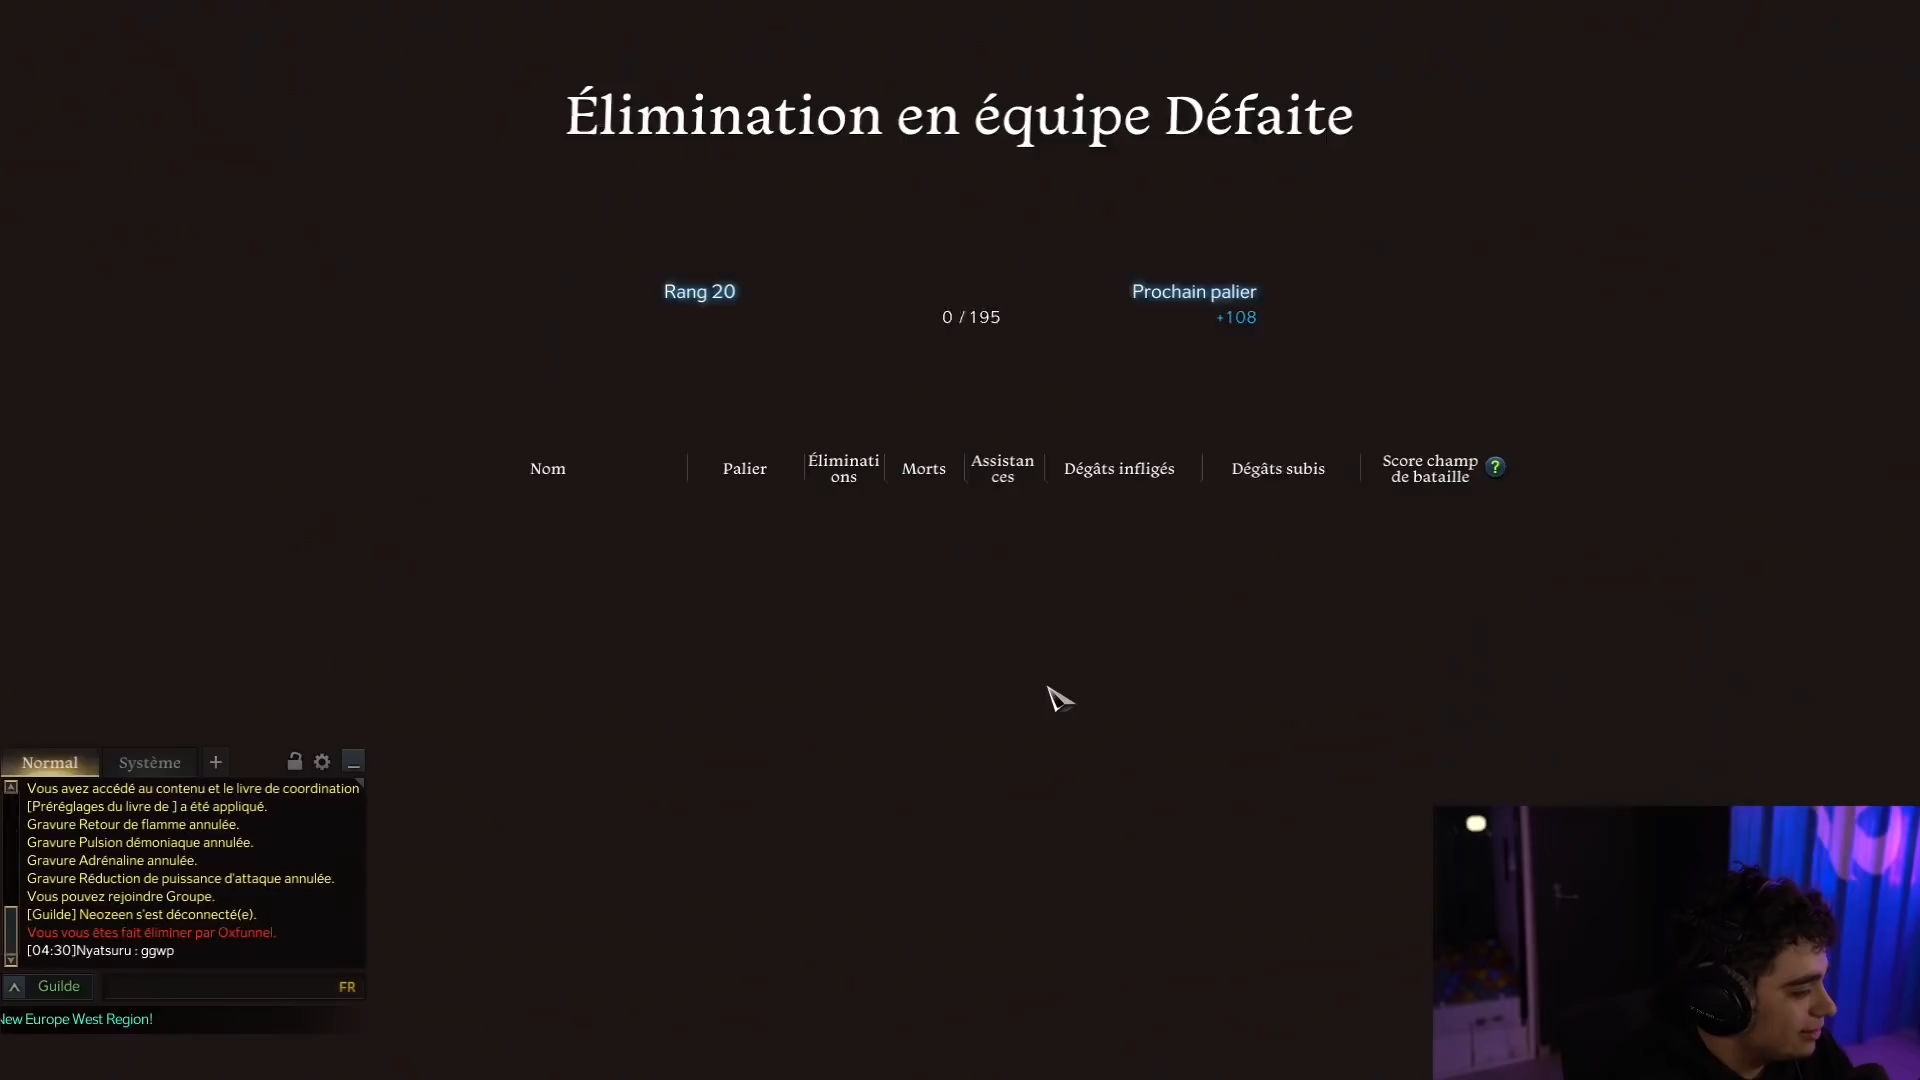 Élimination en équipe Défaite
Rang 20
Prochain palier
0 / 195
+108
Nom
Palier
Éliminati
ons
Morts
Assistan
ces
Dégâts infligés
Dégâts subis
Score champ
de bataille
?
Normal
Système
+
Vous avez accédé au contenu et le livre de coordination
[Préréglages du livre de ] a été appliqué.
Gravure Retour de flamme annulée.
Gravure Pulsion démoniaque annulée.
Gravure Adrénaline annulée.
Gravure Réduction de puissance d'attaque annulée.
Vous pouvez rejoindre Groupe.
[Guilde] Neozeen s'est déconnecté(e).
Vous vous êtes fait éliminer par Oxfunnel.
[04:30]Nyatsuru : ggwp
Guilde
FR
New Europe West Region!